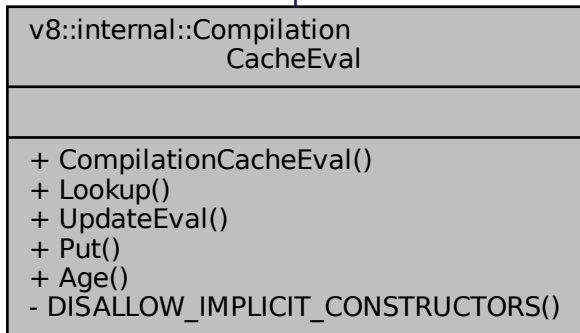 v8::internal::Compilation
CacheEval
+ CompilationCacheEval()
+ Lookup()
+ UpdateEval()
+ Put()
+ Age()
- DISALLOW_IMPLICIT_CONSTRUCTORS()